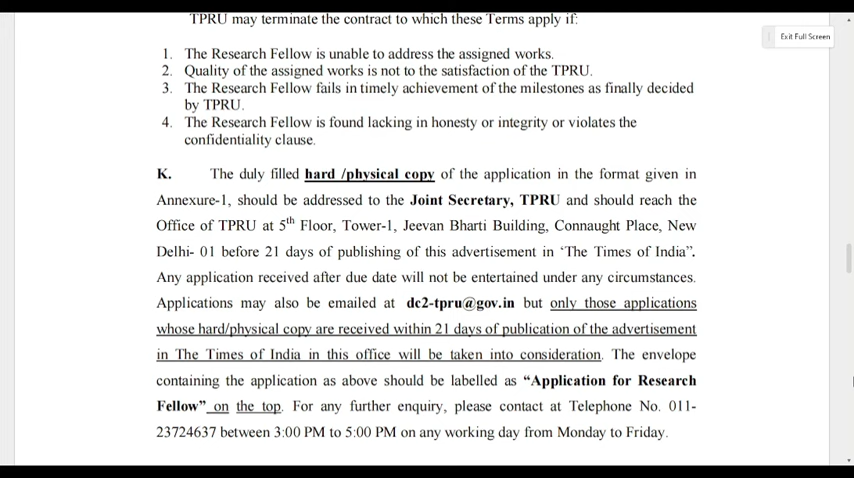 TPRU may terminate the contract to which these Terms apply if:
Exit Full Screen
1. The Research Fellow is unable to address the assigned works.
2. Quality of the assigned works is not to the satisfaction of the TPRU.
3. The Research Fellow fails in timely achievement of the milestones as finally decided
by TPRU.
4. The Research Fellow is found lacking in honesty or integrity or violates the
confidentiality clause.
K. The duly filled hard /physical copy of the application in the format given in
Annexure-1, should be addressed to the Joint Secretary, TPRU and should reach the
Office of TPRU at 5th Floor, Tower-1, Jeevan Bharti Building, Connaught Place, New
Delhi- 01 before 21 days of publishing of this advertisement in ‘The Times of India”.
Any application received after due date will not be entertained under any circumstances.
Applications may also be emailed at dc2-tpru@gov.in but only those applications
whose hard/physical copy are received within 21 days of publication of the advertisement
in The Times of India in this office will be taken into consideration. The envelope
containing the application as above should be labelled as “Application for Research
Fellow” on the top. For any further enquiry, please contact at Telephone No. 011-
23724637 between 3:00 PM to 5:00 PM on any working day from Monday to Friday.